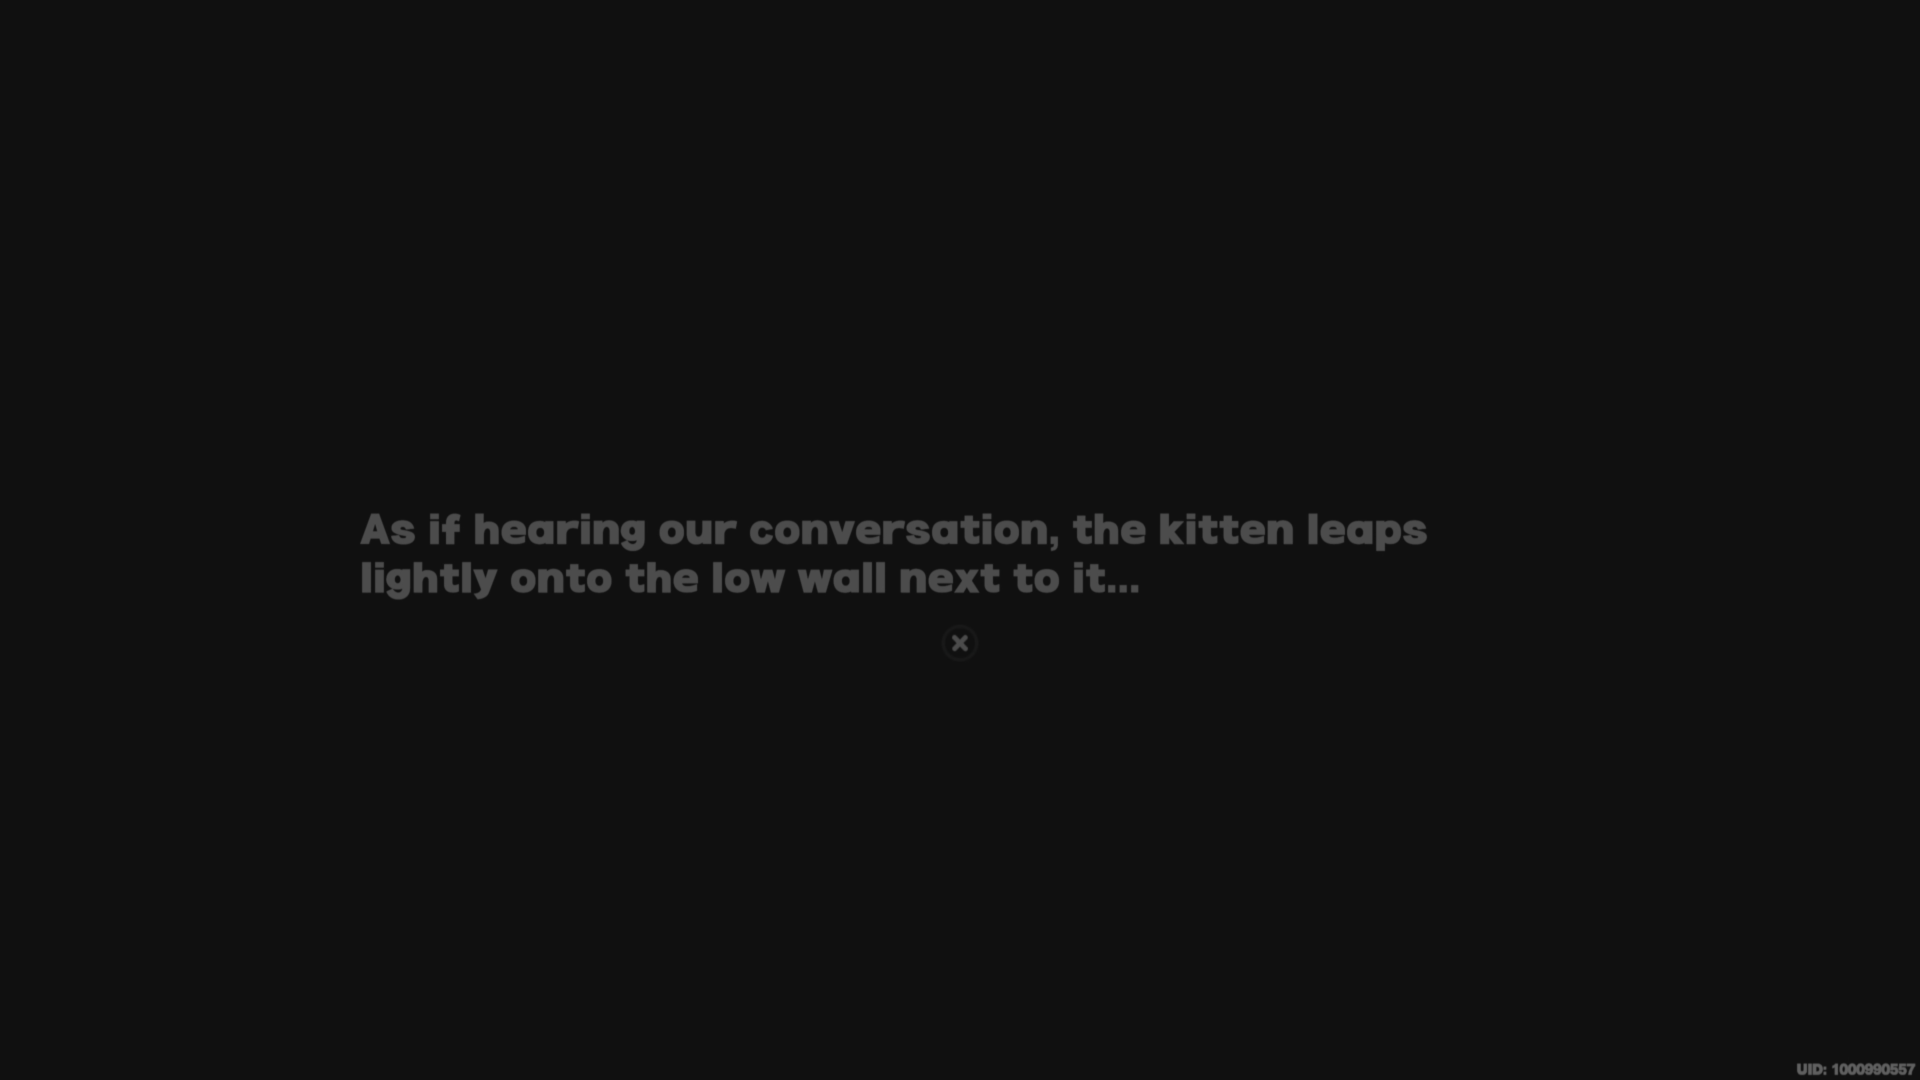 As if hearing our conversation, the kitten leaps
lightly onto the low wall next to it...
UID: 1000990557